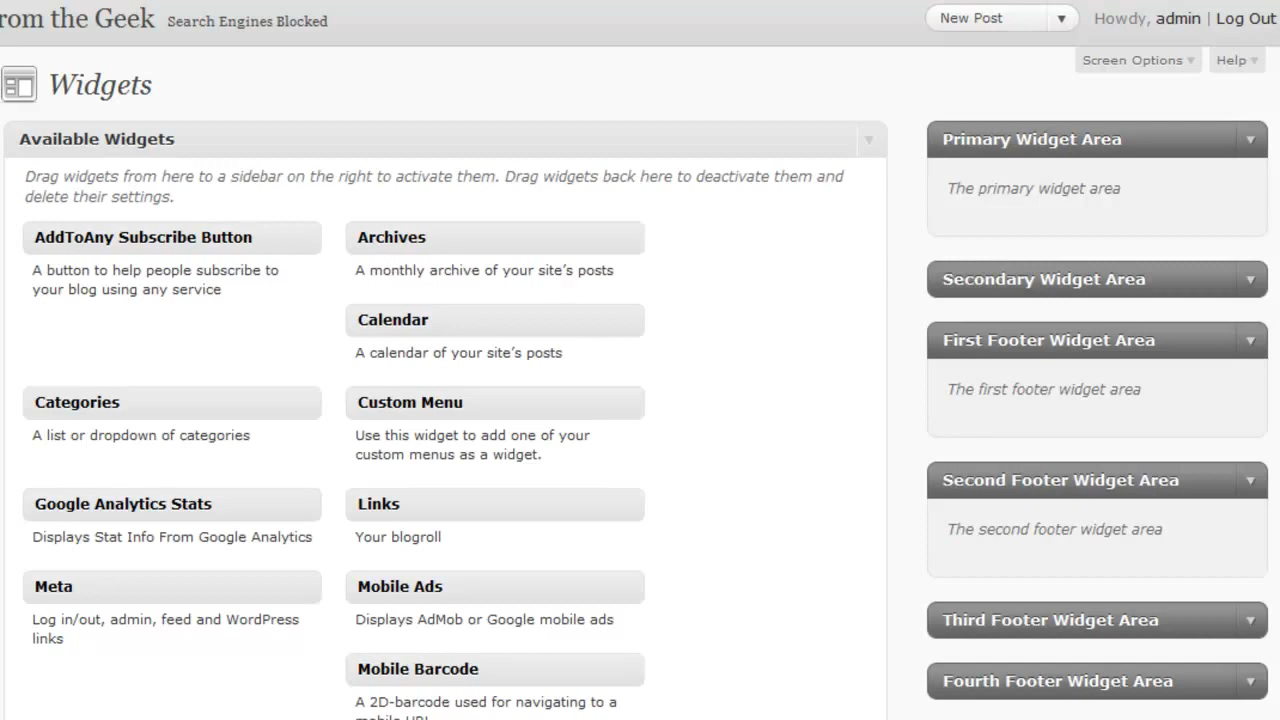 rom the Geek Search Engines Blocked
New Post
Howdy, admin | Log Out
Screen Options
Help
Widgets
Available Widgets
Drag widgets from here to a sidebar on the right to activate them. Drag widgets back here to deactivate them and
delete their settings.
AddToAny Subscribe Button
A button to help people subscribe to
your blog using any service
Archives
A monthly archive of your site's posts
Calendar
A calendar of your site's posts
Categories
A list or dropdown of categories
Custom Menu
Use this widget to add one of your
custom menus as a widget.
Google Analytics Stats
Displays Stat Info From Google Analytics
Links
Your blogroll
Meta
Log in/out, admin, feed and WordPress
links
Mobile Ads
Displays AdMob or Google mobile ads
Mobile Barcode
A 2D-barcode used for navigating to a
mobile URL
Primary Widget Area
The primary widget area
Secondary Widget Area
First Footer Widget Area
The first footer widget area
Second Footer Widget Area
The second footer widget area
Third Footer Widget Area
Fourth Footer Widget Area